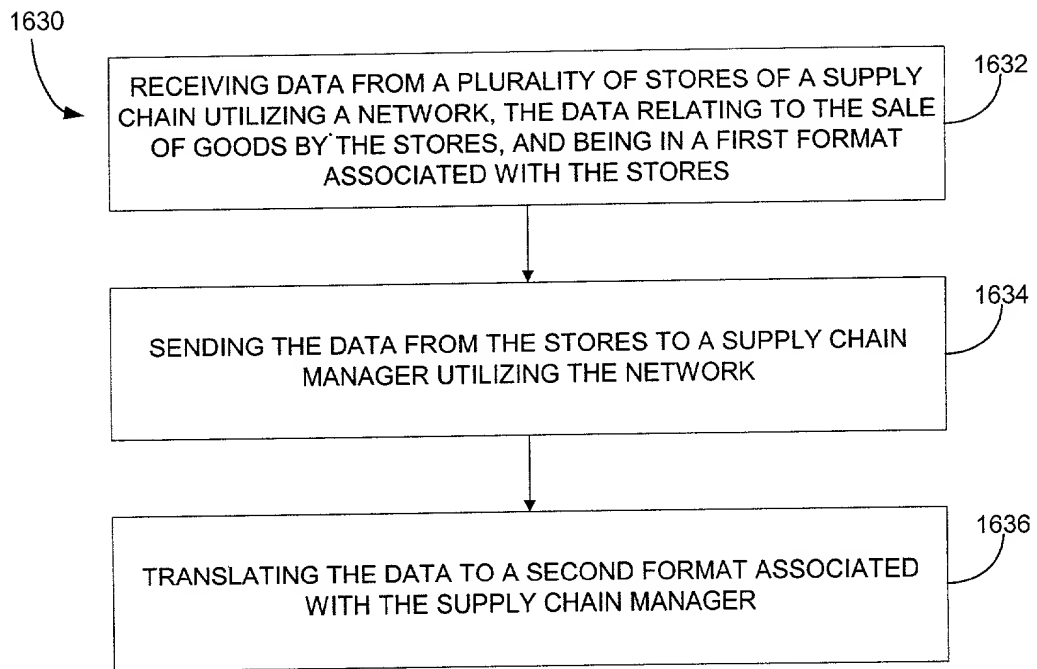 1630
RECEIVING DATA FROM A PLURALITY OF STORES OF A SUPPLY
CHAIN UTILIZING A NETWORK, THE DATA RELATING TO THE SALE
OF GOODS BY THE STORES, AND BEING IN A FIRST FORMAT
ASSOCIATED WITH THE STORES
1632
SENDING THE DATA FROM THE STORES TO A SUPPLY CHAIN
MANAGER UTILIZING THE NETWORK
1634
TRANSLATING THE DATA TO A SECOND FORMAT ASSOCIATED
WITH THE SUPPLY CHAIN MANAGER
1636